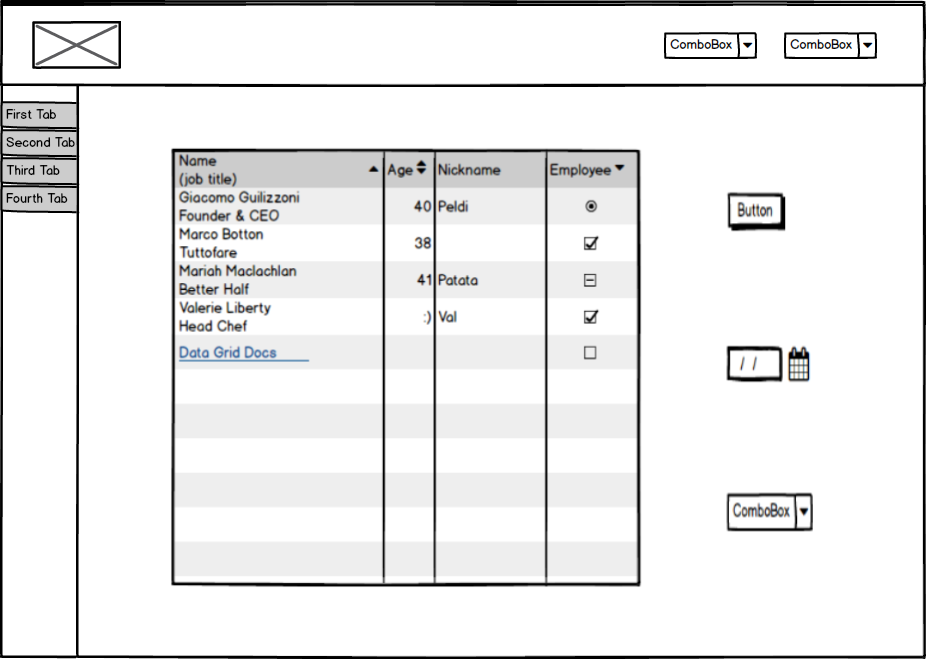 ComboBox ComboBox
First Tab
Second Tab
Third Tab
Fourth Tab
Name
(job title)
Age
Nickname
Employee
Giacomo Guilizzoni
Founder & CEO
40
Peldi
Marco Botton
Tuttofare
38
Mariah Maclachlan
Better Half
41
Patata
Valerie Liberty
Head Chef
:)
Val
Data Grid Docs
Button
/ /
ComboBox